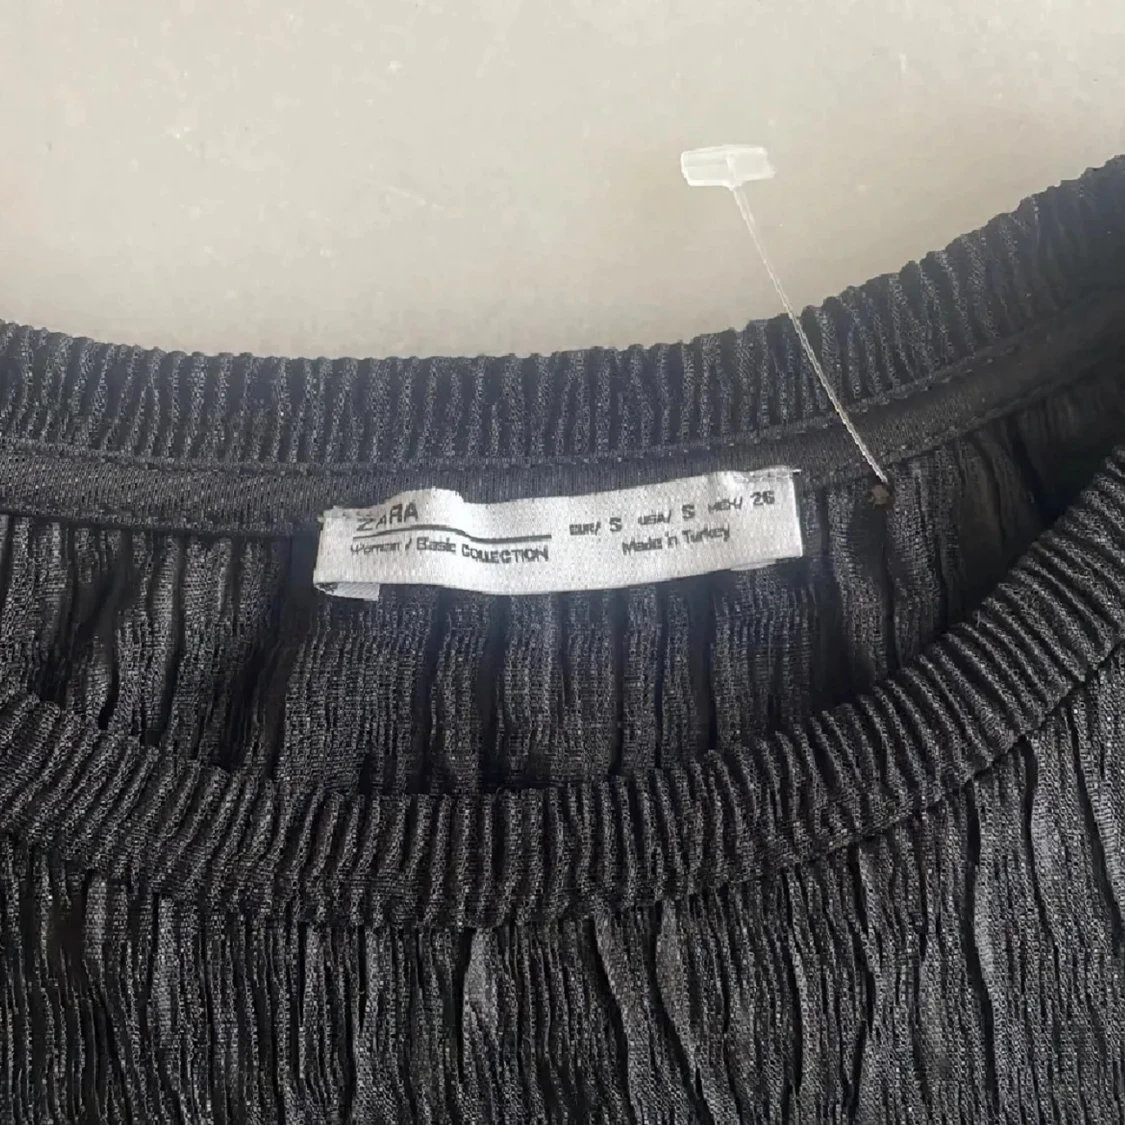 ZARA
Woman / Basic COLLECTION
EUR/ S USA/ S MEX/ 26
Made in Turkey